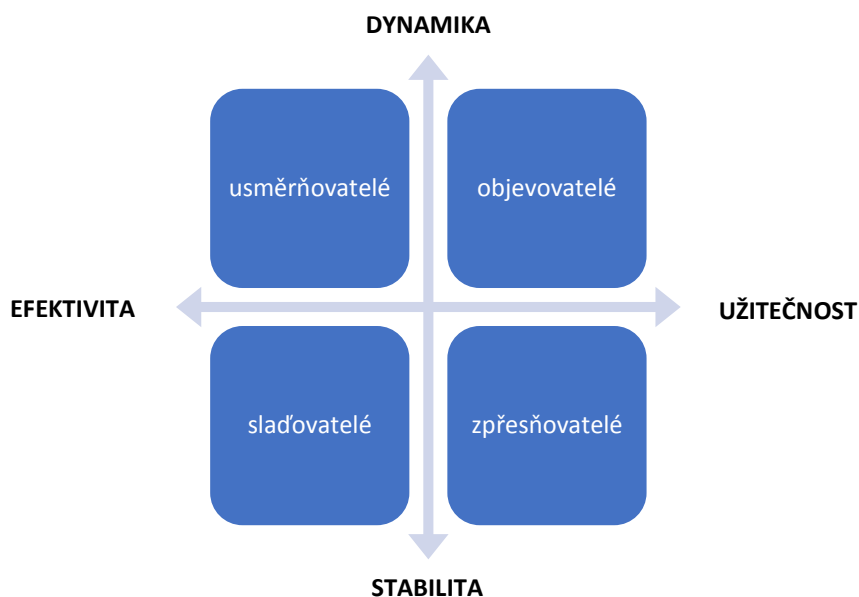 DYNAMIKA
usměrňovatelé
objevovatelé
EFEKTIVITA
UŽITEČNOST
slaďovatelé
zpřesňovatelé
STABILITA